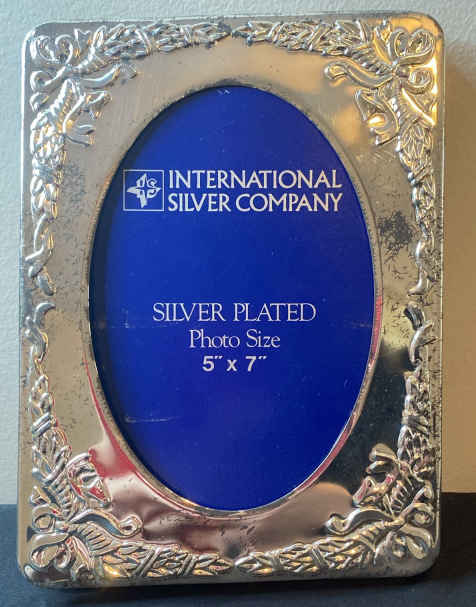 INTERNATIONAL
SILVER COMPANY
SILVER PLATED
Photo Size
5″ x 7″